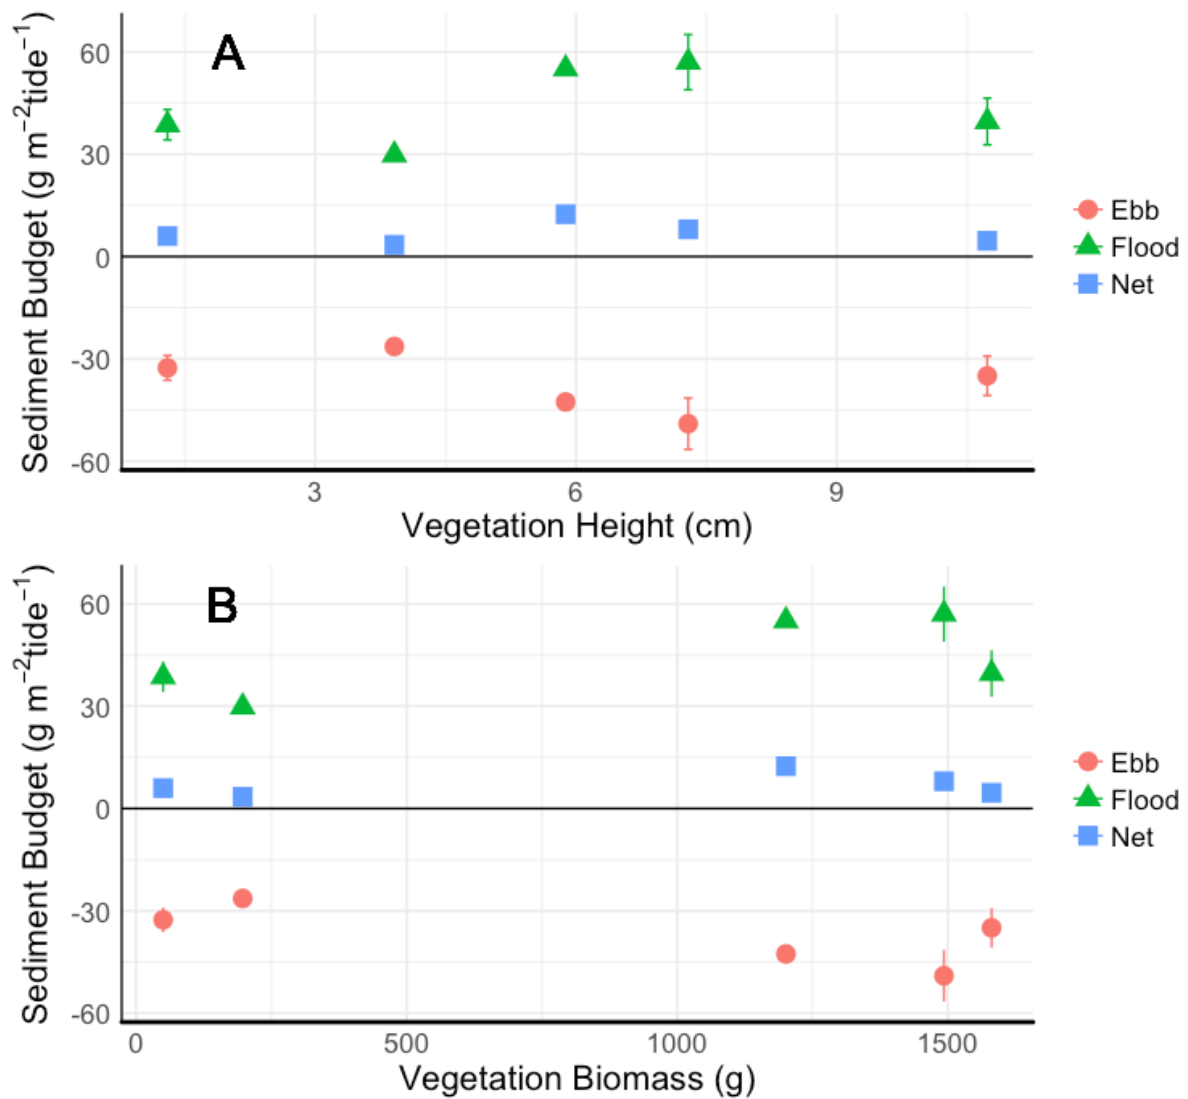 A
Sediment Budget (g m⁻²tide⁻¹)
60
30
0
-30
-60
3 6 9
Vegetation Height (cm)
Ebb
Flood
Net
B
Sediment Budget (g m⁻²tide⁻¹)
60
30
0
-30
-60
0 500 1000 1500
Vegetation Biomass (g)
Ebb
Flood
Net